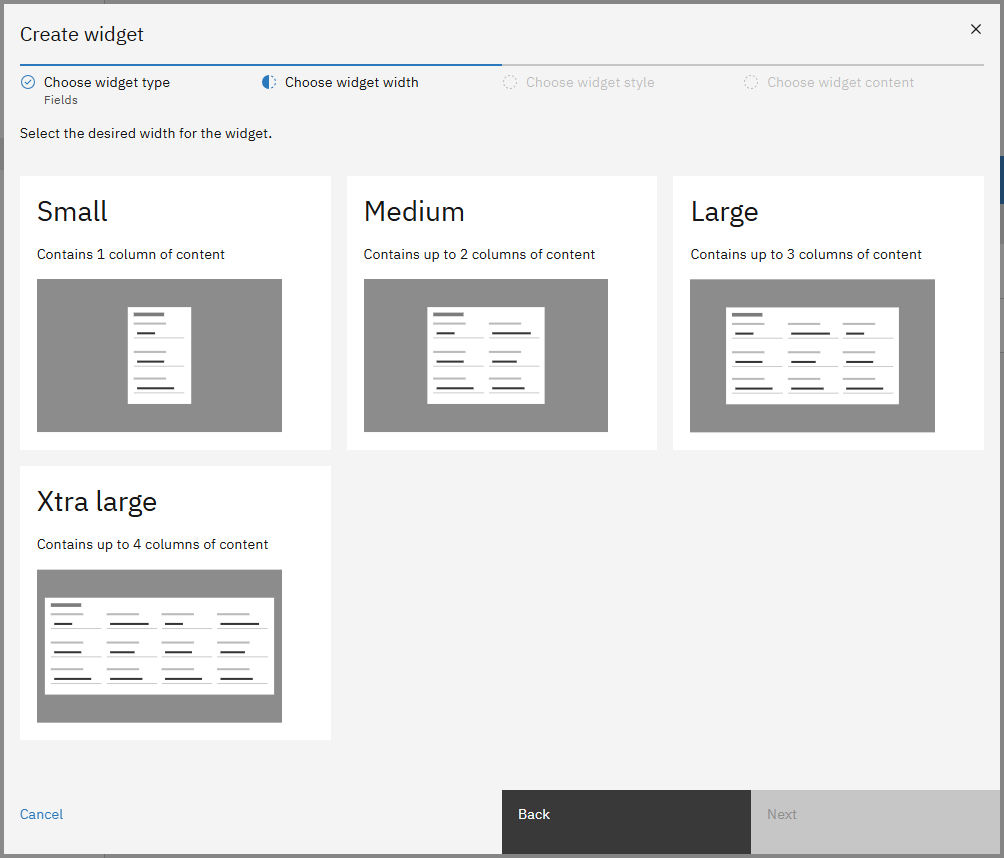 Create widget
Choose widget type
Fields
Choose widget width
Choose widget style
Choose widget content
Select the desired width for the widget.
Small
Contains 1 column of content
Medium
Contains up to 2 columns of content
Large
Contains up to 3 columns of content
Xtra large
Contains up to 4 columns of content
Cancel
Back
Next